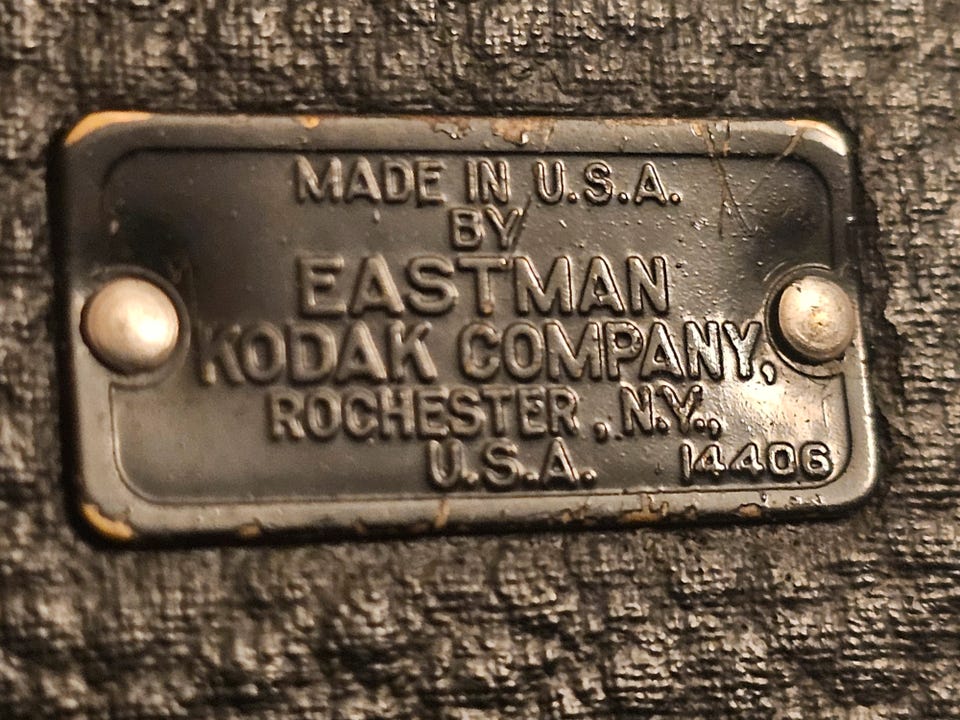 MADE IN U.S.A.
BY
EASTMAN
KODAK COMPANY,
ROCHESTER, N.Y.,
U.S.A. 14406